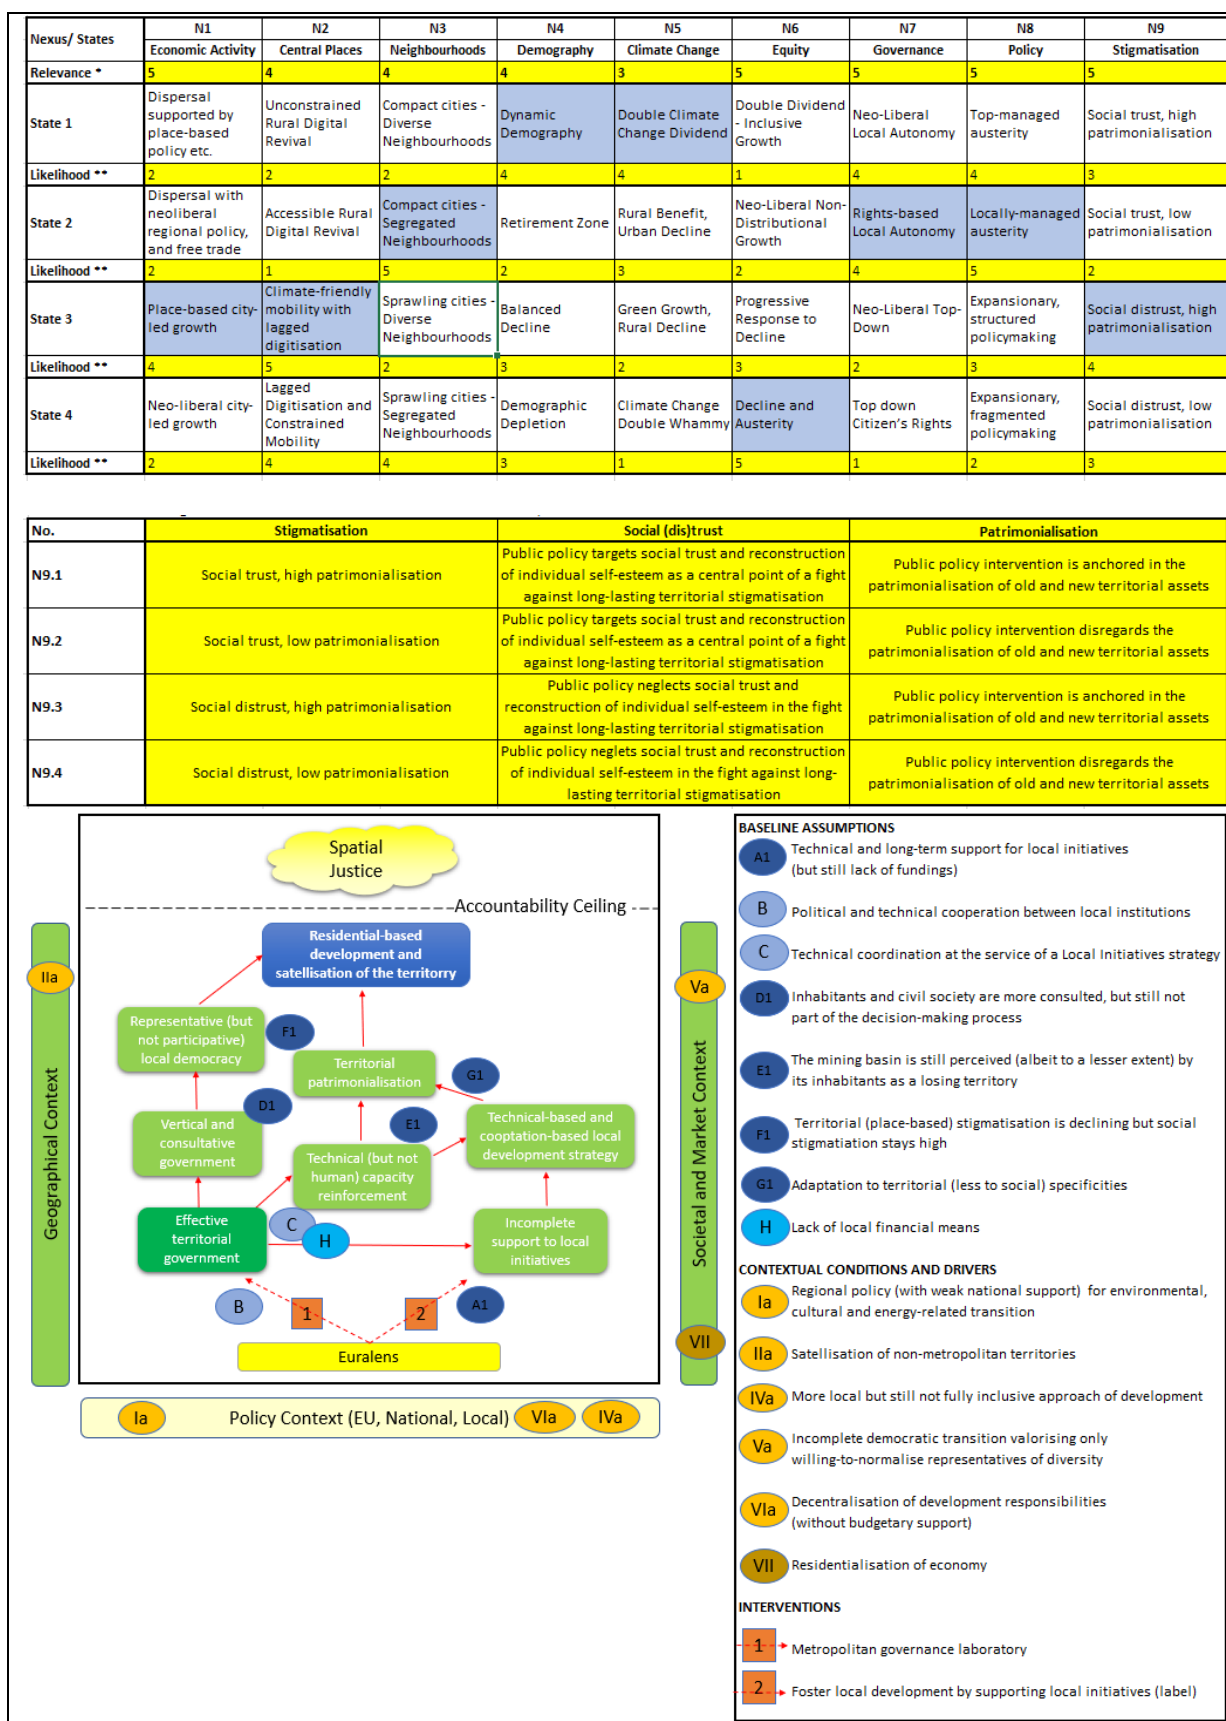 Nexus/ States
N1
N2
N3
N4
N5
N6
N7
N8
N9
Economic Activity
Central Places
Neighbourhoods
Demography
Climate Change
Equity
Governance
Policy
Stigmatisation
Relevance *
5
4
4
4
3
5
5
5
5
State 1
Dispersal
supported by
place-based
policy etc.
Unconstrained
Rural Digital
Revival
Compact cities -
Diverse
Neighbourhoods
Dynamic
Demography
Double Climate
Change Dividend
Double Dividend
- Inclusive
Growth
Neo-Liberal
Local Autonomy
Top-managed
austerity
Social trust, high
patrimonialisation
Likelihood **
2
2
2
4
4
1
4
4
3
State 2
Dispersal with
neoliberal
regional policy,
and free trade
Accessible Rural
Digital Revival
Compact cities -
Segregated
Neighbourhoods
Retirement Zone
Rural Benefit,
Urban Decline
Neo-Liberal Non-
Distributional
Growth
Rights-based
Local Autonomy
Locally-managed
austerity
Social trust, low
patrimonialisation
Likelihood **
2
1
5
2
3
2
4
5
2
State 3
Place-based city-
led growth
Climate-friendly
mobility with
lagged
digitisation
Sprawling cities -
Diverse
Neighbourhoods
Balanced
Decline
Green Growth,
Rural Decline
Progressive
Response to
Decline
Neo-Liberal Top-
Down
Expansionary,
structured
policymaking
Social distrust, high
patrimonialisation
Likelihood **
4
5
2
3
2
3
2
3
4
State 4
Neo-liberal city-
led growth
Lagged
Digitisation and
Constrained
Mobility
Sprawling cities -
Segregated
Neighbourhoods
Demographic
Depletion
Climate Change
Double Whammy
Decline and
Austerity
Top down
Citizen's Rights
Expansionary,
fragmented
policymaking
Social distrust, low
patrimonialisation
Likelihood **
2
4
4
3
1
5
1
2
3
No.
Stigmatisation
Social (dis)trust
Patrimonialisation
N9.1
Social trust, high patrimonialisation
Public policy targets social trust and reconstruction
of individual self-esteem as a central point of a fight
against long-lasting territorial stigmatisation
Public policy intervention is anchored in the
patrimonialisation of old and new territorial assets
N9.2
Social trust, low patrimonialisation
Public policy targets social trust and reconstruction
of individual self-esteem as a central point of a fight
against long-lasting territorial stigmatisation
Public policy intervention disregards the
patrimonialisation of old and new territorial assets
N9.3
Social distrust, high patrimonialisation
Public policy neglects social trust and
reconstruction of individual self-esteem in the fight
against long-lasting territorial stigmatisation
Public policy intervention is anchored in the
patrimonialisation of old and new territorial assets
N9.4
Social distrust, low patrimonialisation
Public policy neglets social trust and reconstruction
of individual self-esteem in the fight against long-
lasting territorial stigmatisation
Public policy intervention disregards the
patrimonialisation of old and new territorial assets
Spatial
Justice
Accountability Ceiling
Residential-based
development and
satellisation of the territorry
Geographical Context
IIa
Representative (but
not participative)
local democracy
F1
Territorial
patrimonialisation
G1
D1
Vertical and
consultative
government
E1
Technical-based and
cooptation-based local
development strategy
Technical (but not
human) capacity
reinforcement
Effective
territorial
government
C
H
Incomplete
support to local
initiatives
B
1
2
A1
Euralens
Ia
Policy Context (EU, National, Local)
VIa
IVa
Societal and Market Context
Va
VII
BASELINE ASSUMPTIONS
A1
Technical and long-term support for local initiatives
(but still lack of fundings)
B
Political and technical cooperation between local institutions
C
Technical coordination at the service of a Local Initiatives strategy
D1
Inhabitants and civil society are more consulted, but still not
part of the decision-making process
E1
The mining basin is still perceived (albeit to a lesser extent) by
its inhabitants as a losing territory
F1
Territorial (place-based) stigmatisation is declining but social
stigmatiation stays high
G1
Adaptation to territorial (less to social) specificities
H
Lack of local financial means
CONTEXTUAL CONDITIONS AND DRIVERS
Ia
Regional policy (with weak national support) for environmental,
cultural and energy-related transition
IIa
Satellisation of non-metropolitan territories
IVa
More local but still not fully inclusive approach of development
Va
Incomplete democratic transition valorising only
willing-to-normalise representatives of diversity
VIa
Decentralisation of development responsibilities
(without budgetary support)
VII
Residentialisation of economy
INTERVENTIONS
1
Metropolitan governance laboratory
2
Foster local development by supporting local initiatives (label)